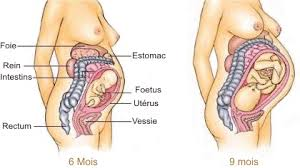 Foie
Rein
Intestins
Rectum
Estomac
Foetus
Utérus
Vessie
6 Mois
9 mois